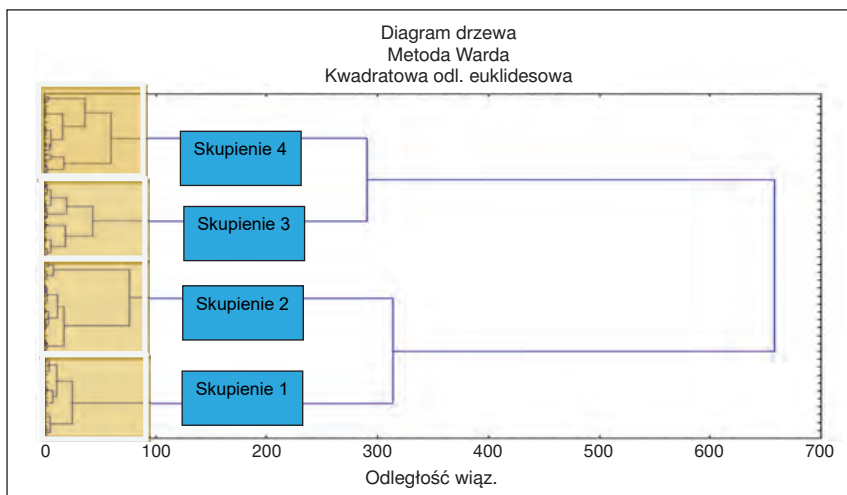 Diagram drzewa
Metoda Warda
Kwadratowa odl. euklidesowa
Skupienie 4
Skupienie 3
Skupienie 2
Skupienie 1
0 100 200 300 400 500 600 700
Odległość wiąz.